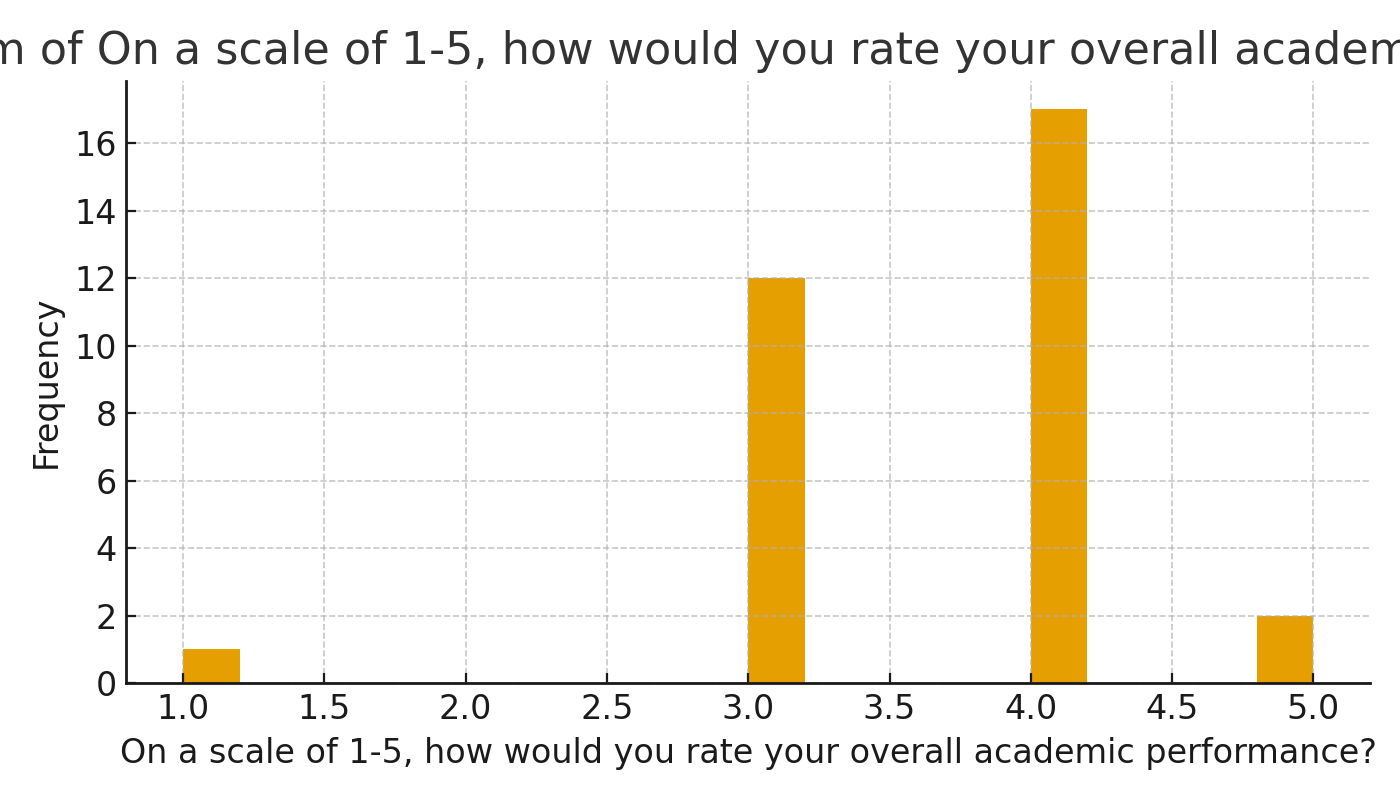 m of On a scale of 1-5, how would you rate your overall academ
16
14
12
10
8
6
4
2
0
Frequency
1.0 1.5 2.0 2.5 3.0 3.5 4.0 4.5 5.0
On a scale of 1-5, how would you rate your overall academic performance?